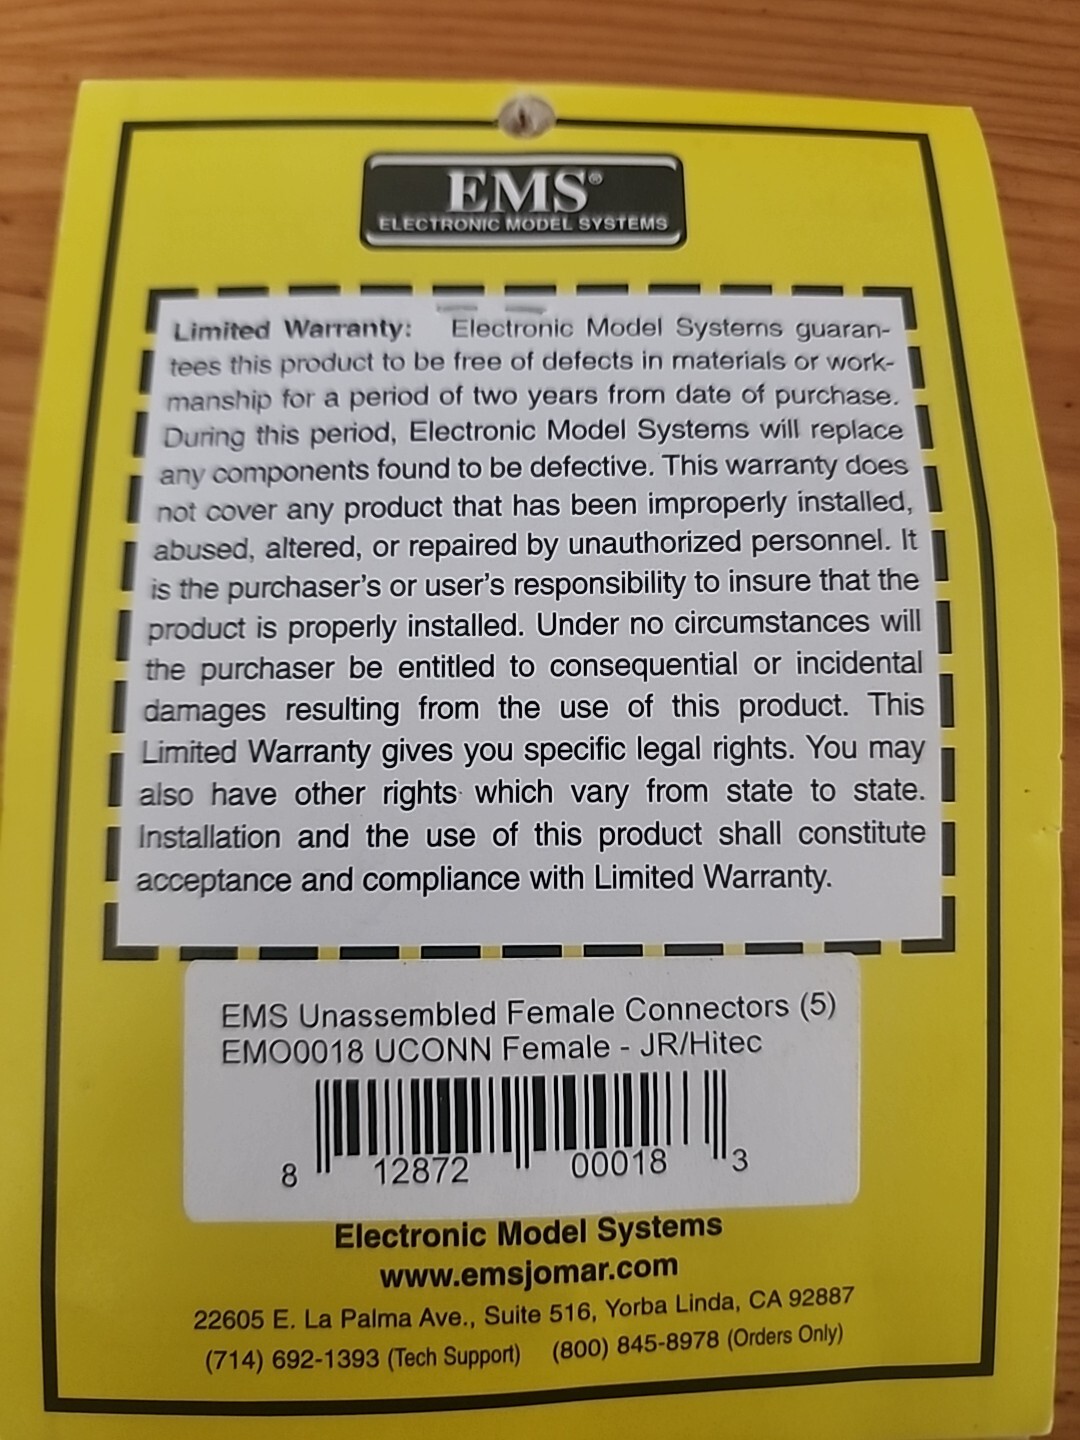 EMS®
ELECTRONIC MODEL SYSTEMS
Limited Warranty: Electronic Model Systems guaran-
tees this product to be free of defects in materials or work-
manship for a period of two years from date of purchase.
During this period, Electronic Model Systems will replace
any components found to be defective. This warranty does
not cover any product that has been improperly installed,
abused, altered, or repaired by unauthorized personnel. It
is the purchaser's or user's responsibility to insure that the
product is properly installed. Under no circumstances will
the purchaser be entitled to consequential or incidental
damages resulting from the use of this product. This
Limited Warranty gives you specific legal rights. You may
also have other rights which vary from state to state.
Installation and the use of this product shall constitute
acceptance and compliance with Limited Warranty.
EMS Unassembled Female Connectors (5)
EMO0018 UCONN Female - JR/Hitec
8 12872 00018 3
Electronic Model Systems
www.emsjomar.com
22605 E. La Palma Ave., Suite 516, Yorba Linda, CA 92887
(714) 692-1393 (Tech Support) (800) 845-8978 (Orders Only)